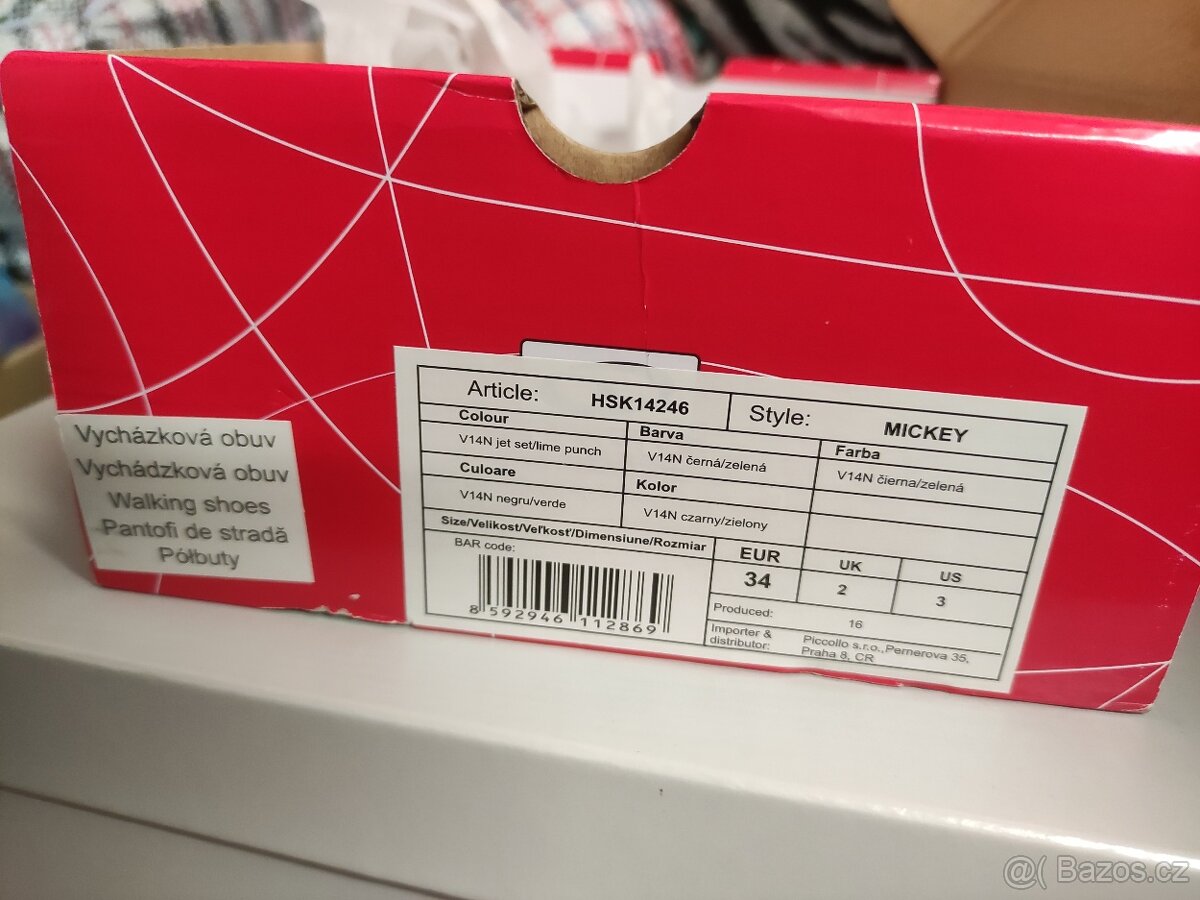 Vycházková obuv
Vychádzková obuv
Walking shoes
Pantofi de stradă
Półbuty
Article: HSK14246 Style: MICKEY
Colour Barva Farba
V14N jet set/lime punch V14N černá/zelená V14N čierna/zelená
Culoare Kolor
V14N negru/verde V14N czarny/zielony
Size/Velikost/Veľkosť/Dimensiune/Rozmiar EUR UK US
BAR code: 34 2 3
8 592946 112869
Produced: 16
Importer & distributor: Piccollo s.r.o.,Pernerova 35, Praha 8, CR
@( Bazos.cz